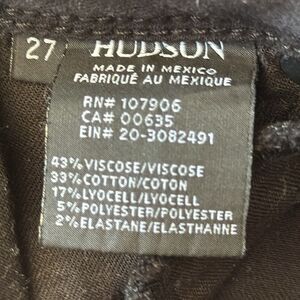 27
HUDSON
MADE IN MEXICO
FABRIQUÉ AU MEXIQUE
RN# 107906
CA# 00635
EIN# 20-3082491
43% VISCOSE/VISCOSE
33% COTTON/COTON
17% LYOCELL/LYOCELL
5% POLYESTER/POLYESTER
2% ELASTANE/ELASTHANNE